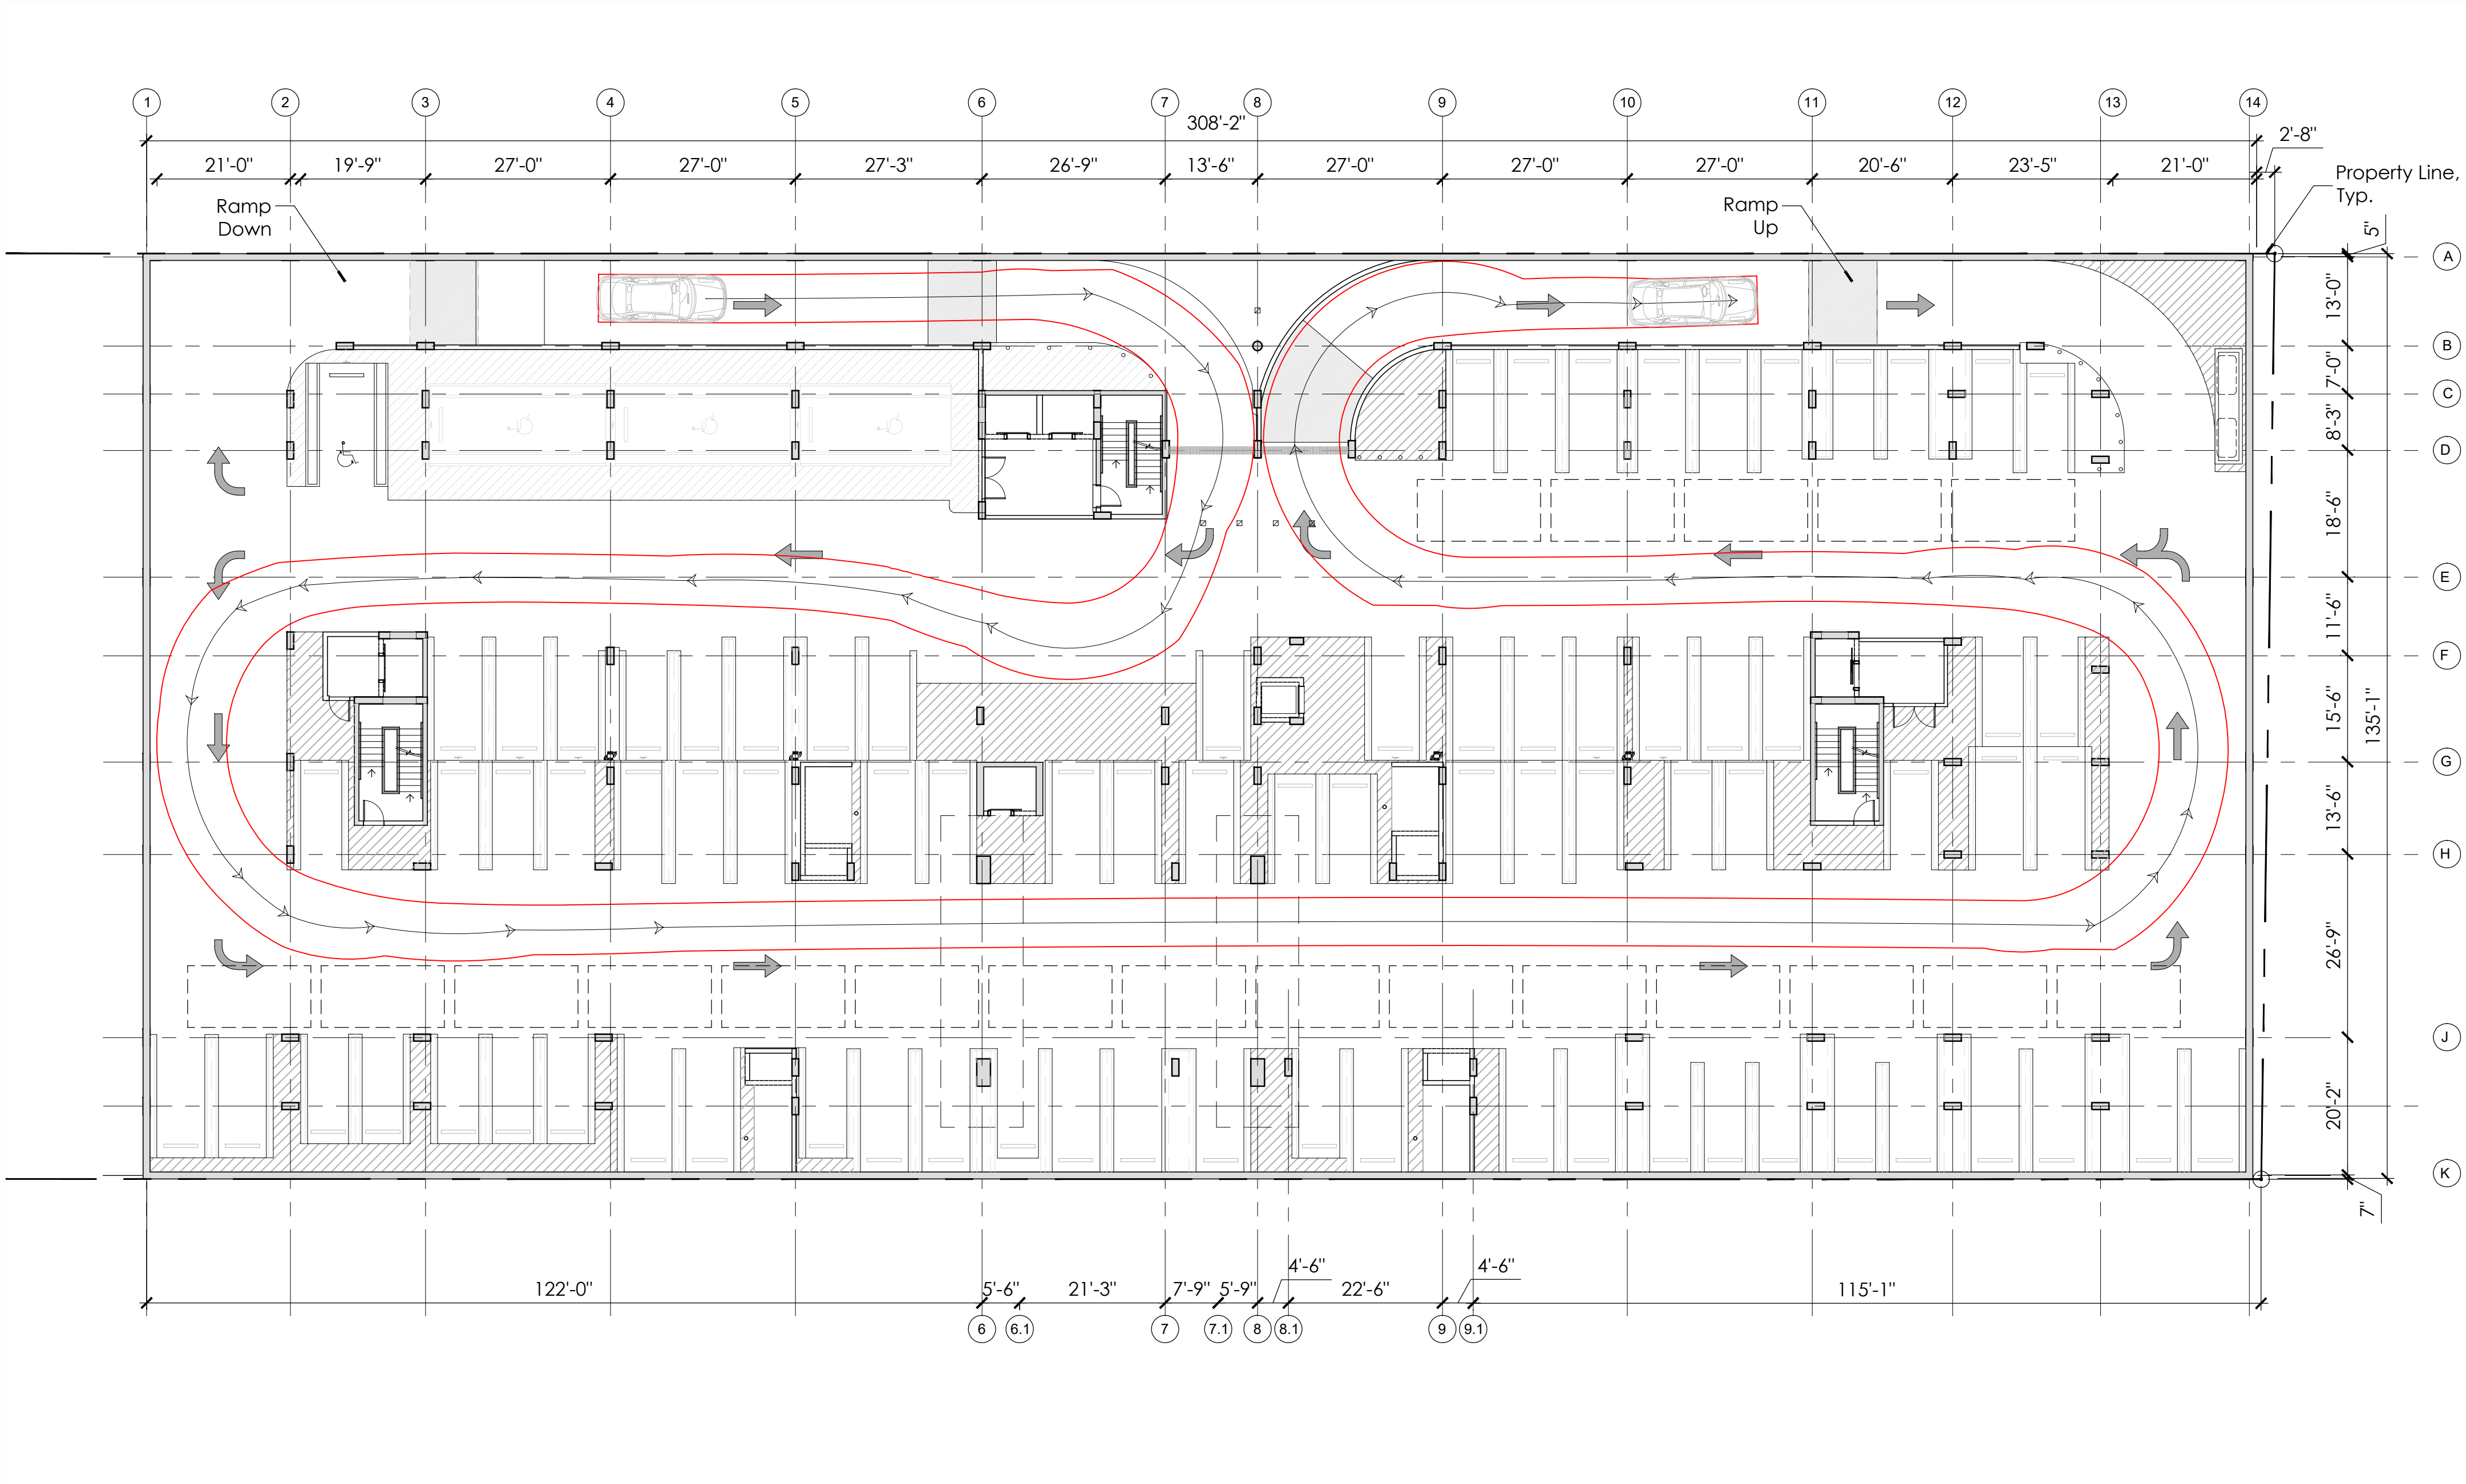 1 2 3 4 5 6 7 8 9 10 11 12 13 14
308'-2"
2'-8"
21'-0" 19'-9" 27'-0" 27'-0" 27'-3" 26'-9" 13'-6" 27'-0" 27'-0" 27'-0" 20'-6" 23'-5" 21'-0"
Property Line,
Typ.
Ramp
Down
Ramp
Up
5"
A
13'-0"
B
7'-0"
C
8'-3"
D
18'-6"
E
11'-6"
F
15'-6"
135'-1"
G
13'-6"
H
26'-9"
J
20'-2"
K
7"
4'-6" 4'-6"
122'-0" 5'-6" 21'-3" 7'-9" 5'-9" 22'-6" 115'-1"
6 6.1 7 7.1 8 8.1 9 9.1